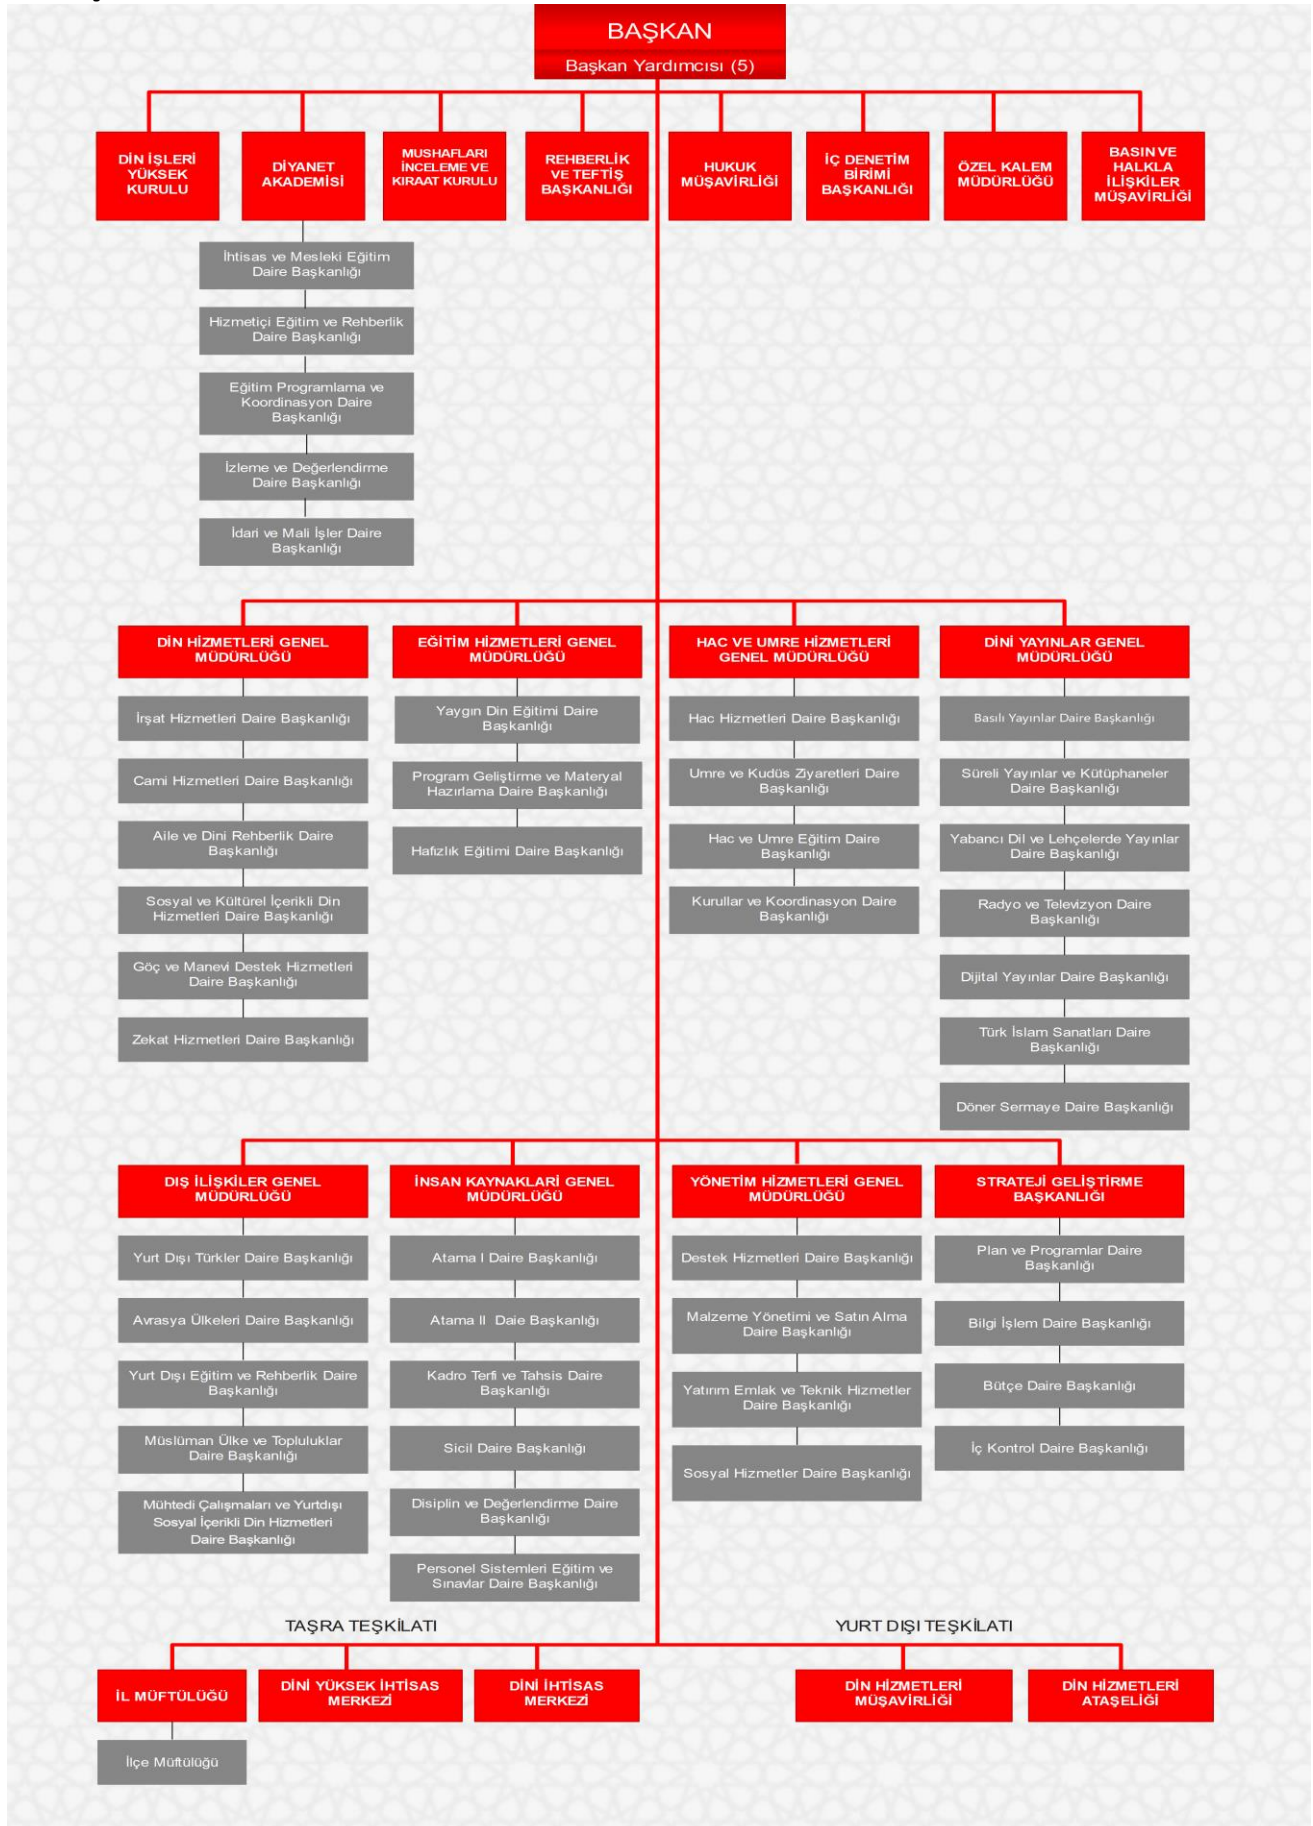 BAŞKAN
Başkan Yardımcısı (5)
DİN İŞLERİ
YÜKSEK
KURULU
DİYANET
AKADEMİSİ
MUSHAFLARI
İNCELEME VE
KIRAAT KURULU
REHBERLİK
VE TEFTİŞ
BAŞKANLIĞI
HUKUK
MÜŞAVİRLİĞİ
İÇ DENETİM
BİRİMİ
BAŞKANLIĞI
ÖZEL KALEM
MÜDÜRLÜĞÜ
BASIN VE
HALKLA
İLİŞKİLER
MÜŞAVİRLİĞİ
İhtisas ve Mesleki Eğitim
Daire Başkanlığı
Hizmetiçi Eğitim ve Rehberlik
Daire Başkanlığı
Eğitim Programlama ve
Koordinasyon Daire
Başkanlığı
İzleme ve Değerlendirme
Daire Başkanlığı
İdari ve Mali İşler Daire
Başkanlığı
DİN HİZMETLERİ GENEL
MÜDÜRLÜĞÜ
İrşat Hizmetleri Daire Başkanlığı
Cami Hizmetleri Daire Başkanlığı
Aile ve Dini Rehberlik Daire
Başkanlığı
Sosyal ve Kültürel İçerikli Din
Hizmetleri Daire Başkanlığı
Göç ve Manevi Destek Hizmetleri
Daire Başkanlığı
Zekat Hizmetleri Daire Başkanlığı
EĞİTİM HİZMETLERİ GENEL
MÜDÜRLÜĞÜ
Yaygın Din Eğitimi Daire
Başkanlığı
Program Geliştirme ve Materyal
Hazırlama Daire Başkanlığı
Hafızlık Eğitimi Daire Başkanlığı
HAC VE UMRE HİZMETLERİ
GENEL MÜDÜRLÜĞÜ
Hac Hizmetleri Daire Başkanlığı
Umre ve Kudüs Ziyaretleri Daire
Başkanlığı
Hac ve Umre Eğitim Daire
Başkanlığı
Kurullar ve Koordinasyon Daire
Başkanlığı
DİNİ YAYINLAR GENEL
MÜDÜRLÜĞÜ
Basılı Yayınlar Daire Başkanlığı
Süreli Yayınlar ve Kütüphaneler
Daire Başkanlığı
Yabancı Dil ve Lehçelerde Yayınlar
Daire Başkanlığı
Radyo ve Televizyon Daire
Başkanlığı
Dijital Yayınlar Daire Başkanlığı
Türk İslam Sanatları Daire
Başkanlığı
Döner Sermaye Daire Başkanlığı
DIŞ İLİŞKİLER GENEL
MÜDÜRLÜĞÜ
Yurt Dışı Türkler Daire Başkanlığı
Avrasya Ülkeleri Daire Başkanlığı
Yurt Dışı Eğitim ve Rehberlik Daire
Başkanlığı
Müslüman Ülke ve Topluluklar
Daire Başkanlığı
Mühtedi Çalışmaları ve Yurtdışı
Sosyal İçerikli Din Hizmetleri
Daire Başkanlığı
İNSAN KAYNAKLARİ GENEL
MÜDÜRLÜĞÜ
Atama I Daire Başkanlığı
Atama II Daie Başkanlığı
Kadro Terfi ve Tahsis Daire
Başkanlığı
Sicil Daire Başkanlığı
Disiplin ve Değerlendirme Daire
Başkanlığı
Personel Sistemleri Eğitim ve
Sınavlar Daire Başkanlığı
YÖNETİM HİZMETLERİ GENEL
MÜDÜRLÜĞÜ
Destek Hizmetleri Daire Başkanlığı
Malzeme Yönetimi ve Satın Alma
Daire Başkanlığı
Yatırım Emlak ve Teknik Hizmetler
Daire Başkanlığı
Sosyal Hizmetler Daire Başkanlığı
STRATEJİ GELİŞTİRME
BAŞKANLIĞI
Plan ve Programlar Daire
Başkanlığı
Bilgi İşlem Daire Başkanlığı
Bütçe Daire Başkanlığı
İç Kontrol Daire Başkanlığı
TAŞRA TEŞKİLATI
İL MÜFTÜLÜĞÜ
İlçe Müftülüğü
DİNİ YÜKSEK İHTİSAS
MERKEZİ
DİNİ İHTİSAS
MERKEZİ
YURT DIŞI TEŞKİLATI
DİN HİZMETLERİ
MÜŞAVİRLİĞİ
DİN HİZMETLERİ
ATAŞELİĞİ